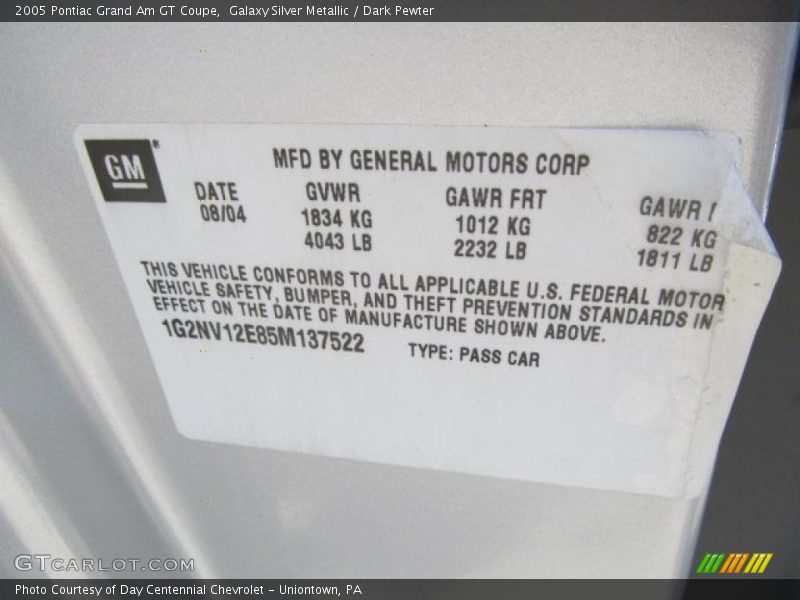 2005 Pontiac Grand Am GT Coupe, Galaxy Silver Metallic / Dark Pewter
GM
MFD BY GENERAL MOTORS CORP
DATE GVWR GAWR FRT GAWR
08/04 1834 KG 1012 KG 822 KG
4043 LB 2232 LB 1811 LB
THIS VEHICLE CONFORMS TO ALL APPLICABLE U.S. FEDERAL MOTOR
VEHICLE SAFETY, BUMPER, AND THEFT PREVENTION STANDARDS IN
EFFECT ON THE DATE OF MANUFACTURE SHOWN ABOVE.
1G2NV12E85M137522 TYPE: PASS CAR
GTCARLOT.COM
Photo Courtesy of Day Centennial Chevrolet - Uniontown, PA